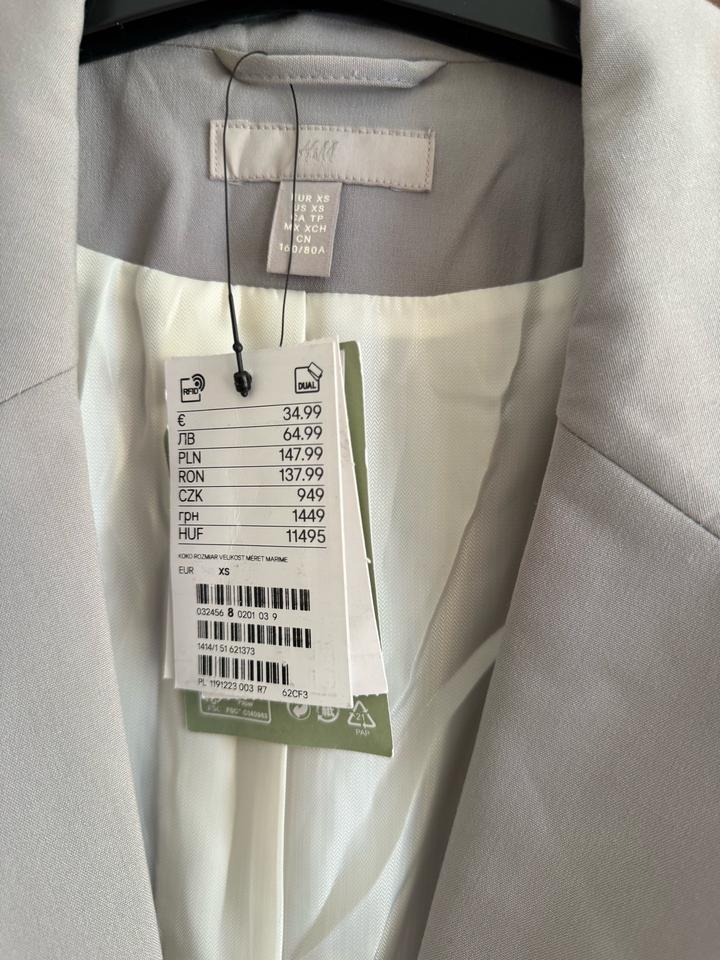 H&M
EUR XS
US XS
CA TP
MX XCH
CN
160/80A
RFID
DUAL
€ 34.99
ЛВ 64.99
PLN 147.99
RON 137.99
CZK 949
грн 1449
HUF 11495
KOKO ROZMIAR VELIKOST MÉRET MARIME
EUR XS
032456 8 0201 03 9
1414/1 51 621373
PL 1191223 003 R7 62CF3
21
PAP